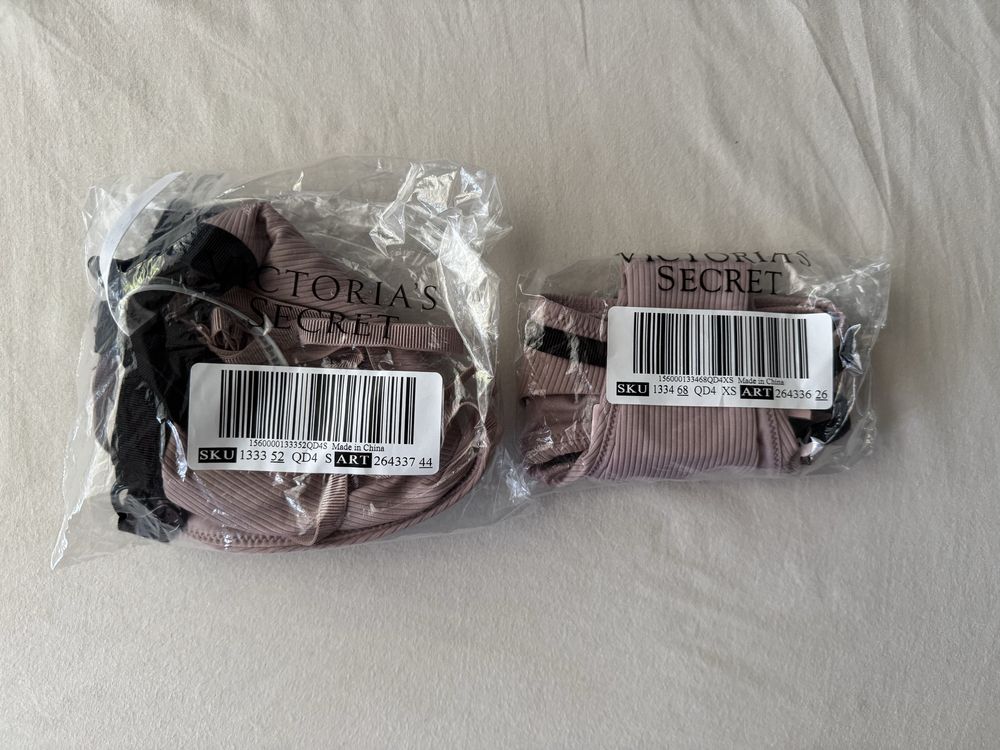 VICTORIA'S
SECRET
1560000133352QD4S Made in China
SKU 1333 52 QD4 S ART 264337 44
VICTORIA'S
SECRET
156000133468QD4XS Made in China
SKU 1334 68 QD4 XS ART 264336 26